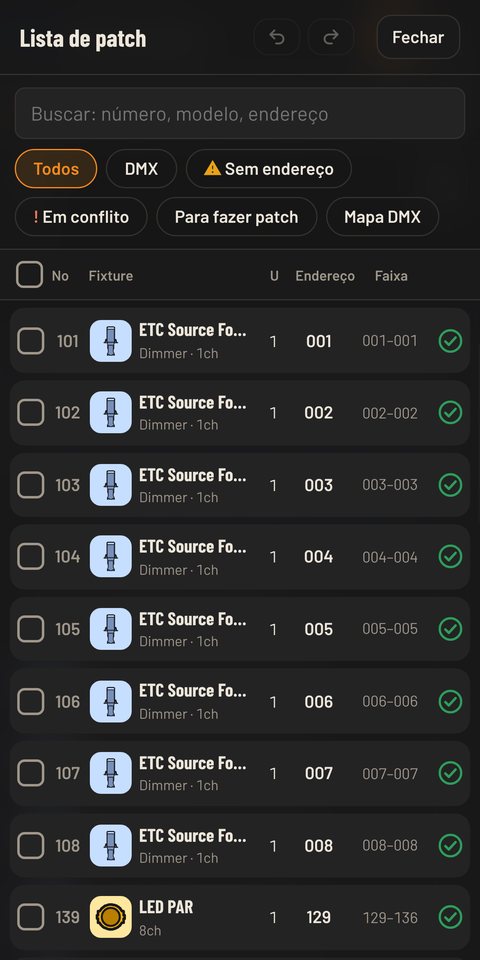 Lista de patch
Fechar
Buscar: número, modelo, endereço
Todos DMX Sem endereço
! Em conflito Para fazer patch Mapa DMX
No Fixture U Endereço Faixa
101 ETC Source Fo... 1 001 001–001
Dimmer · 1ch
102 ETC Source Fo... 1 002 002–002
Dimmer · 1ch
103 ETC Source Fo... 1 003 003–003
Dimmer · 1ch
104 ETC Source Fo... 1 004 004–004
Dimmer · 1ch
105 ETC Source Fo... 1 005 005–005
Dimmer · 1ch
106 ETC Source Fo... 1 006 006–006
Dimmer · 1ch
107 ETC Source Fo... 1 007 007–007
Dimmer · 1ch
108 ETC Source Fo... 1 008 008–008
Dimmer · 1ch
139 LED PAR 1 129 129–136
8ch